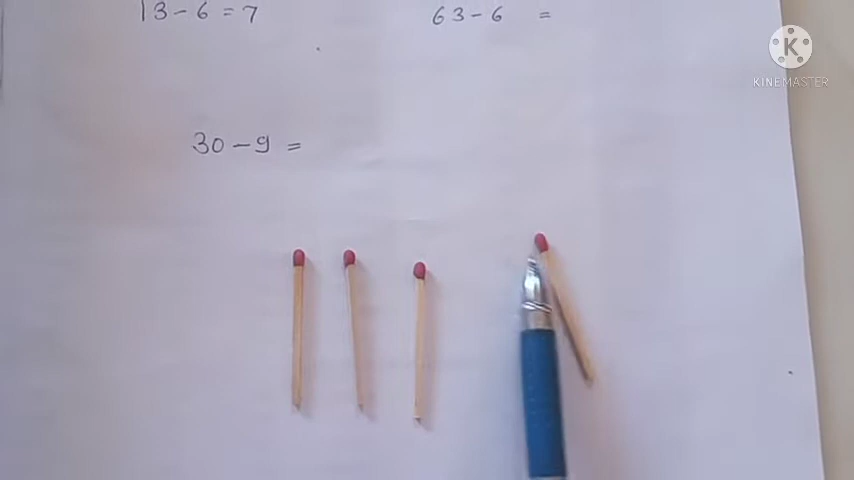 13-6=7 63-6 =
30-9 =
K
KINEMASTER